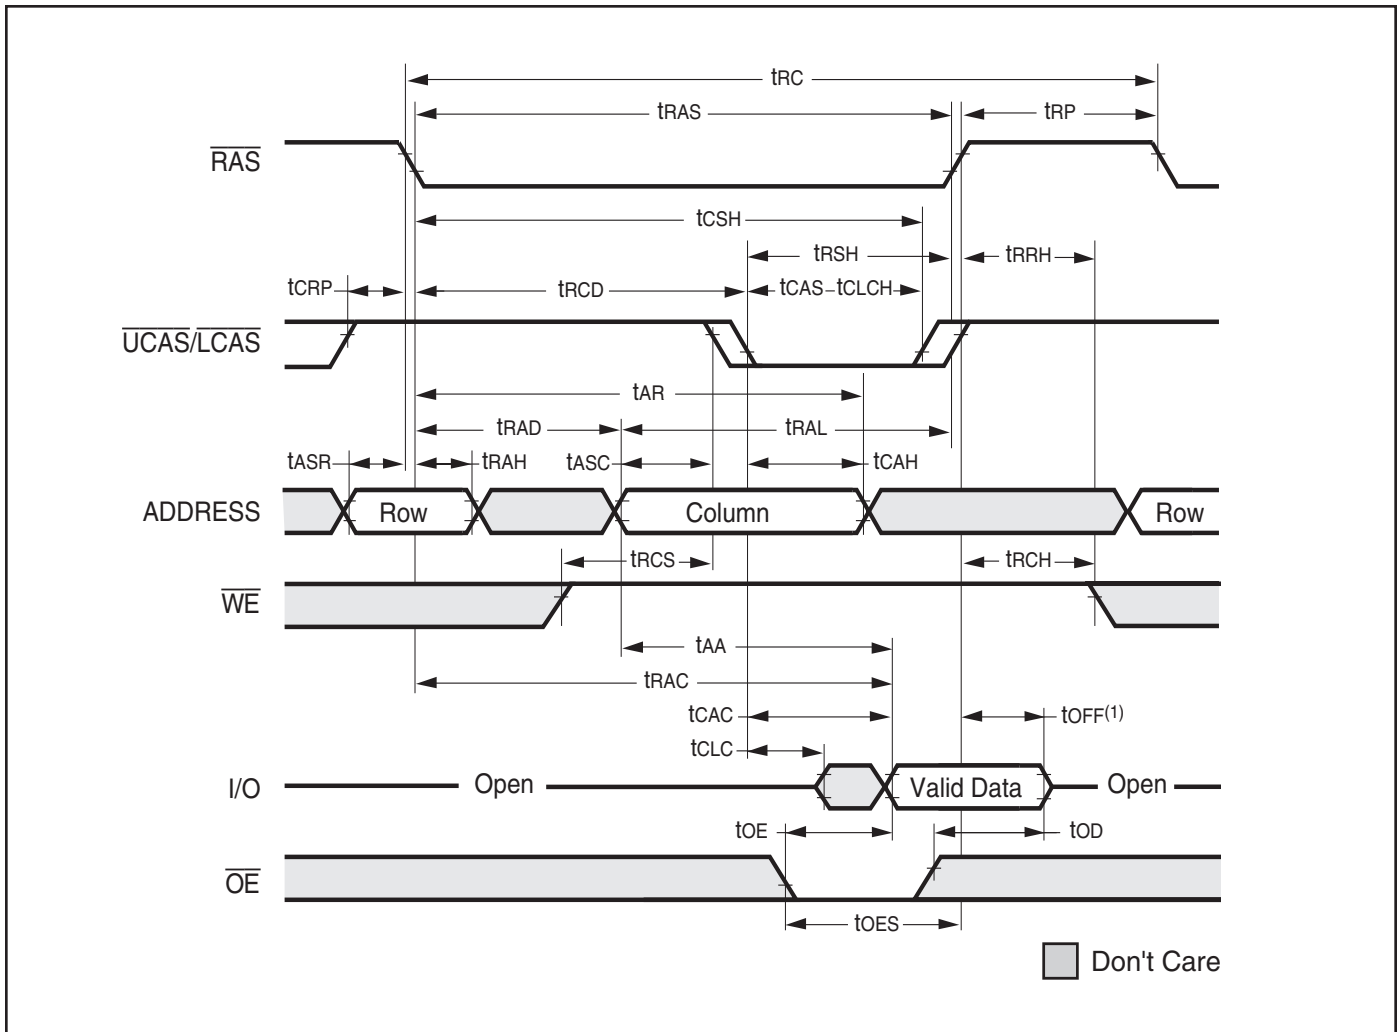 tRC
tRAS
tRP
RAS
tCSH
tRSH
tRRH
tCRP
tRCD
tCAS
tCLCH
UCAS/LCAS
tAR
tRAD
tRAL
tASR
tRAH
tASC
tCAH
ADDRESS
Row
Column
Row
tRCS
tRCH
WE
tAA
tRAC
tCAC
tOFF(1)
tCLC
I/O
Open
Valid Data
Open
tOE
tOD
OE
tOES
Don't Care